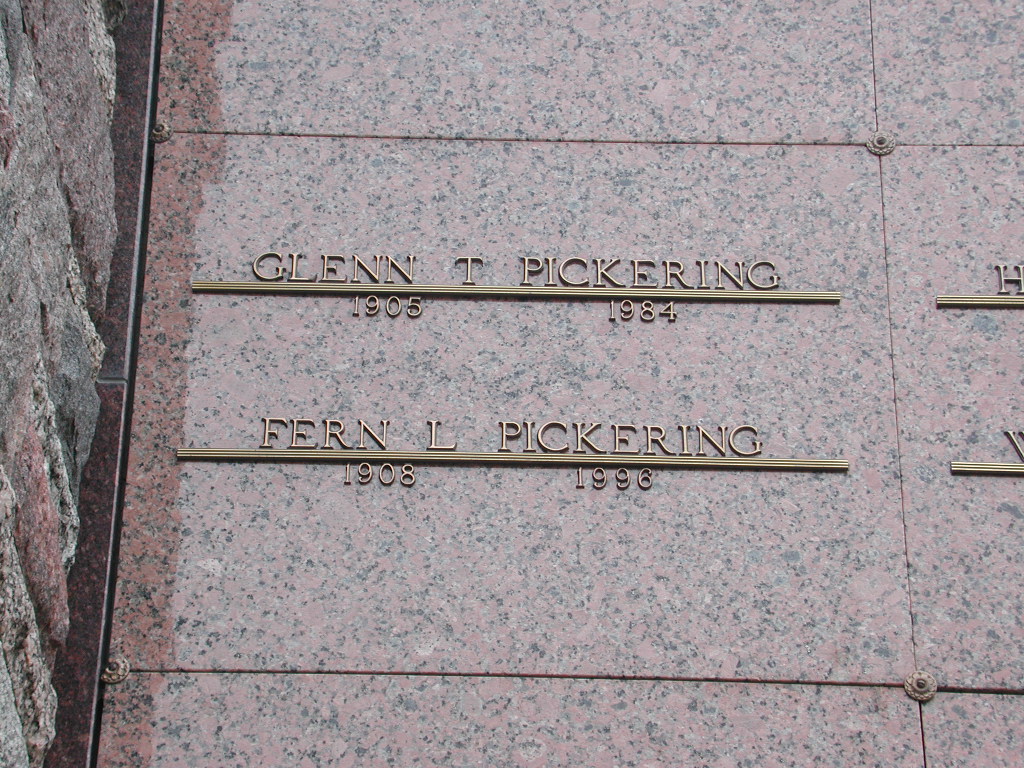 GLENN T PICKERING
1905 1984
FERN L PICKERING
1908 1996
H